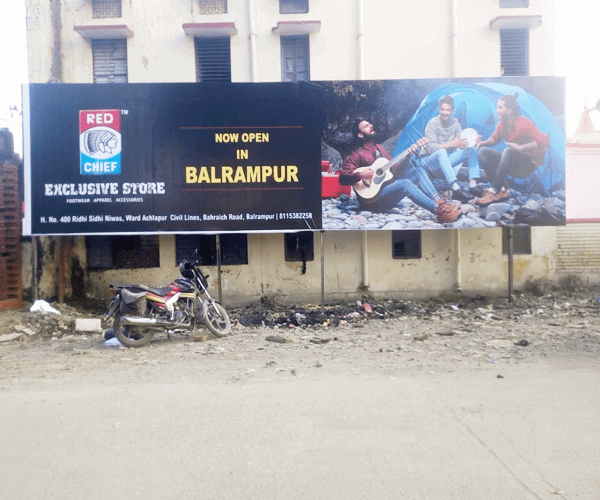 RED TM
CHIEF
EXCLUSIVE STORE
FOOTWEAR APPAREL ACCESSORIES
NOW OPEN
IN
BALRAMPUR
H. No. 400 Ridhi Sidhi Niwas, Ward Achlapur Civil Lines, Bahraich Road, Balrampur | 8115382258